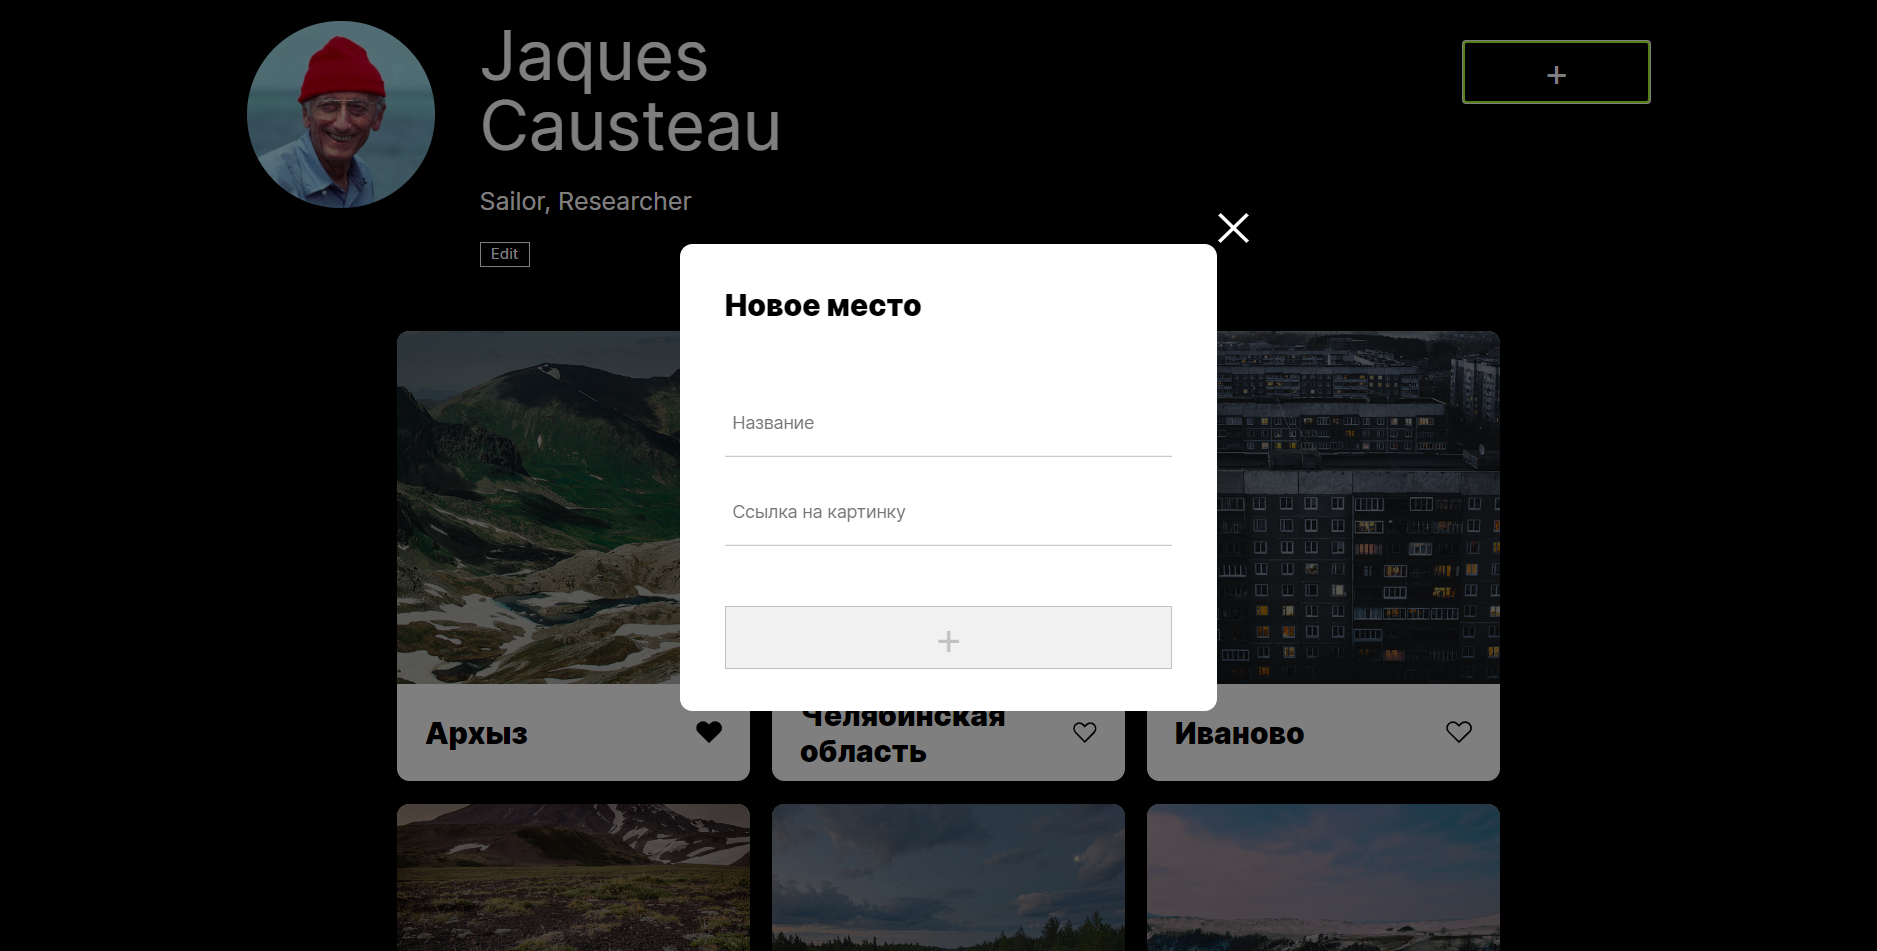 Jaques
Causteau
Sailor, Researcher
Edit
+
Новое место
Название
Ссылка на картинку
+
Архыз
Челябинская
область
Иваново